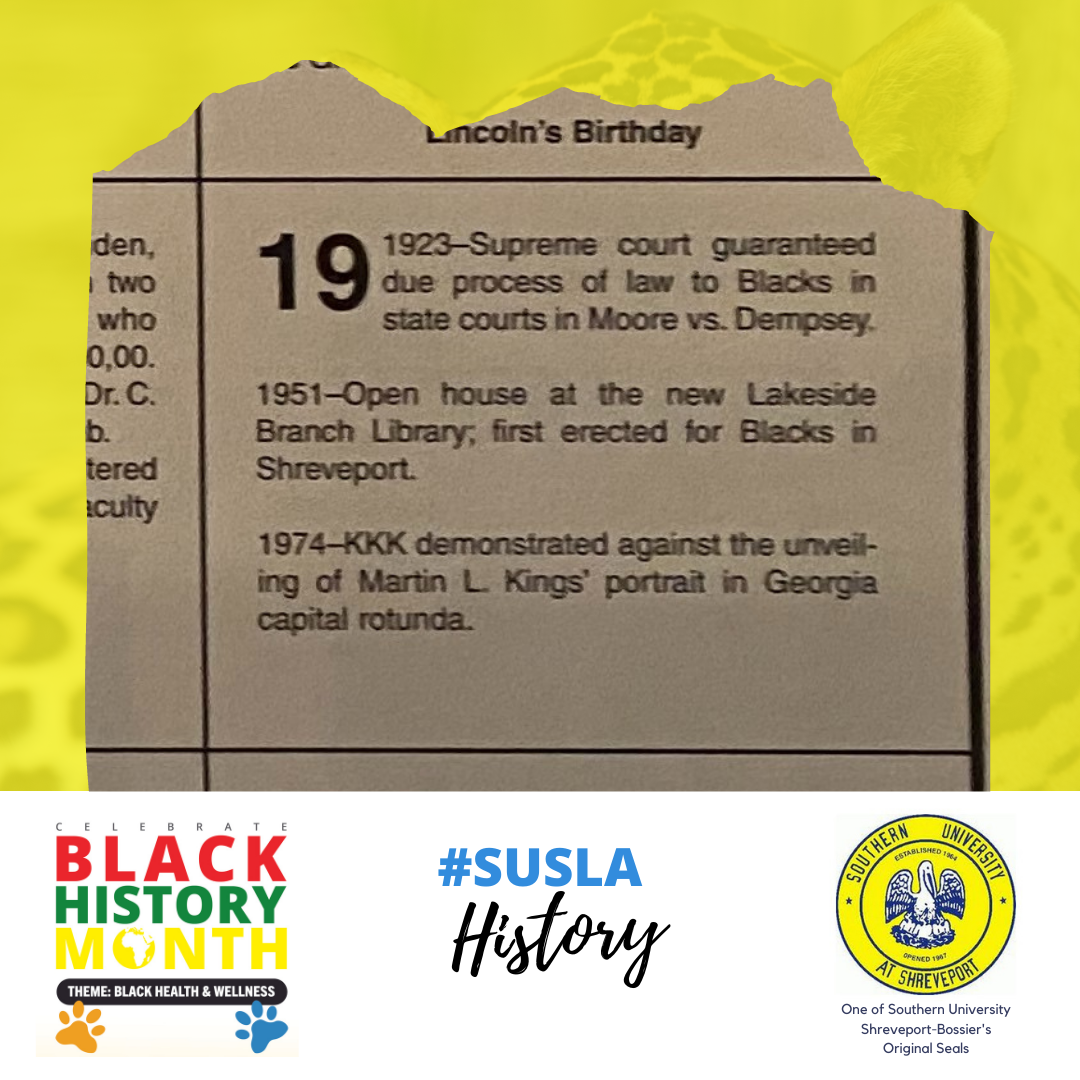 Lincoln's Birthday
den,
two
who
0,00.
Dr. C.
b.
tered
aculty
19
1923–Supreme court guaranteed
due process of law to Blacks in
state courts in Moore vs. Dempsey.
1951–Open house at the new Lakeside
Branch Library; first erected for Blacks in
Shreveport.
1974–KKK demonstrated against the unveil-
ing of Martin L. Kings' portrait in Georgia
capital rotunda.
CELEBRATE
BLACK
HISTORY
MONTH
THEME: BLACK HEALTH & WELLNESS
#SUSLA
History
SOUTHERN UNIVERSITY
ESTABLISHED 1964
OPENED 1967
AT SHREVEPORT
One of Southern University
Shreveport-Bossier's
Original Seals